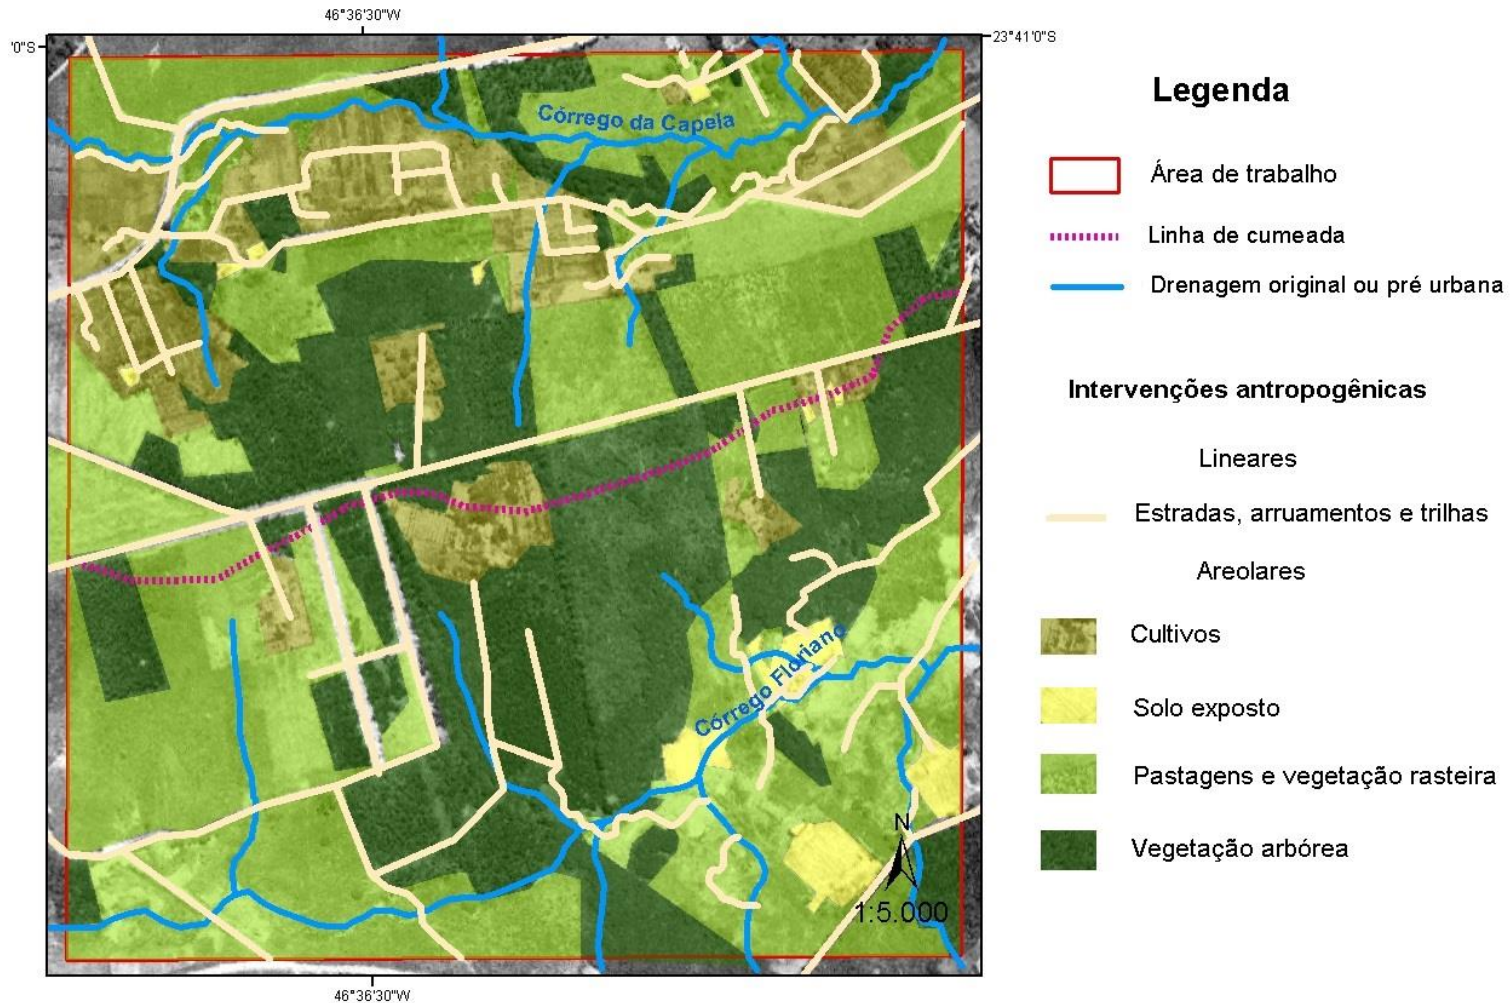 46°36'30"W
'0"S
23°41'0"S
Córrego da Capela
Córrego Floriano
N
1:5.000
46°36'30"W
Legenda
Área de trabalho
Linha de cumeada
Drenagem original ou pré urbana
Intervenções antropogênicas
Lineares
Estradas, arruamentos e trilhas
Areolares
Cultivos
Solo exposto
Pastagens e vegetação rasteira
Vegetação arbórea